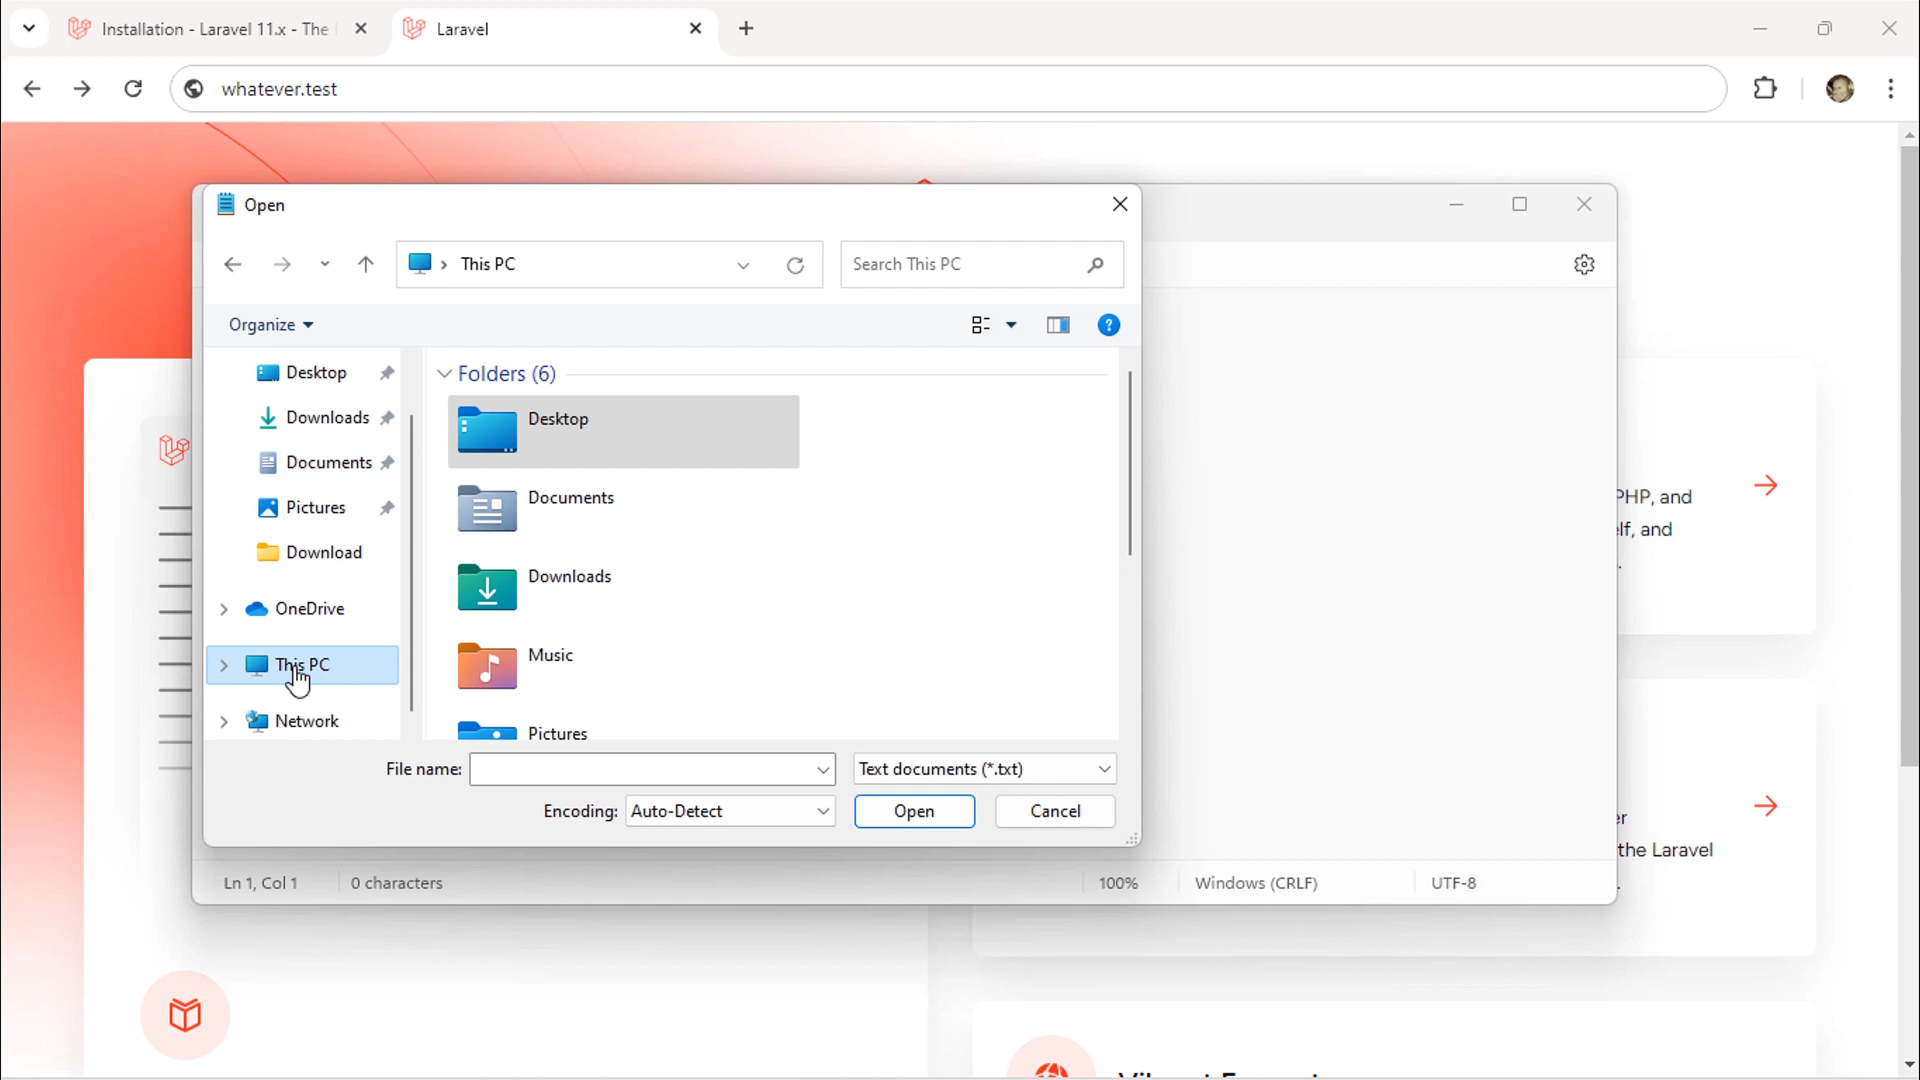 Installation - Laravel 11.x - The
Laravel
whatever.test
Open
This PC
Search This PC
Organize
Desktop
Downloads
Documents
Pictures
Download
OneDrive
This PC
Network
Folders (6)
Desktop
Documents
Downloads
Music
Pictures
File name:
Text documents (*.txt)
Encoding:
Auto-Detect
Open
Cancel
Ln 1, Col 1
0 characters
100%
Windows (CRLF)
UTF-8
PHP, and
lf, and
.
er
the Laravel
.